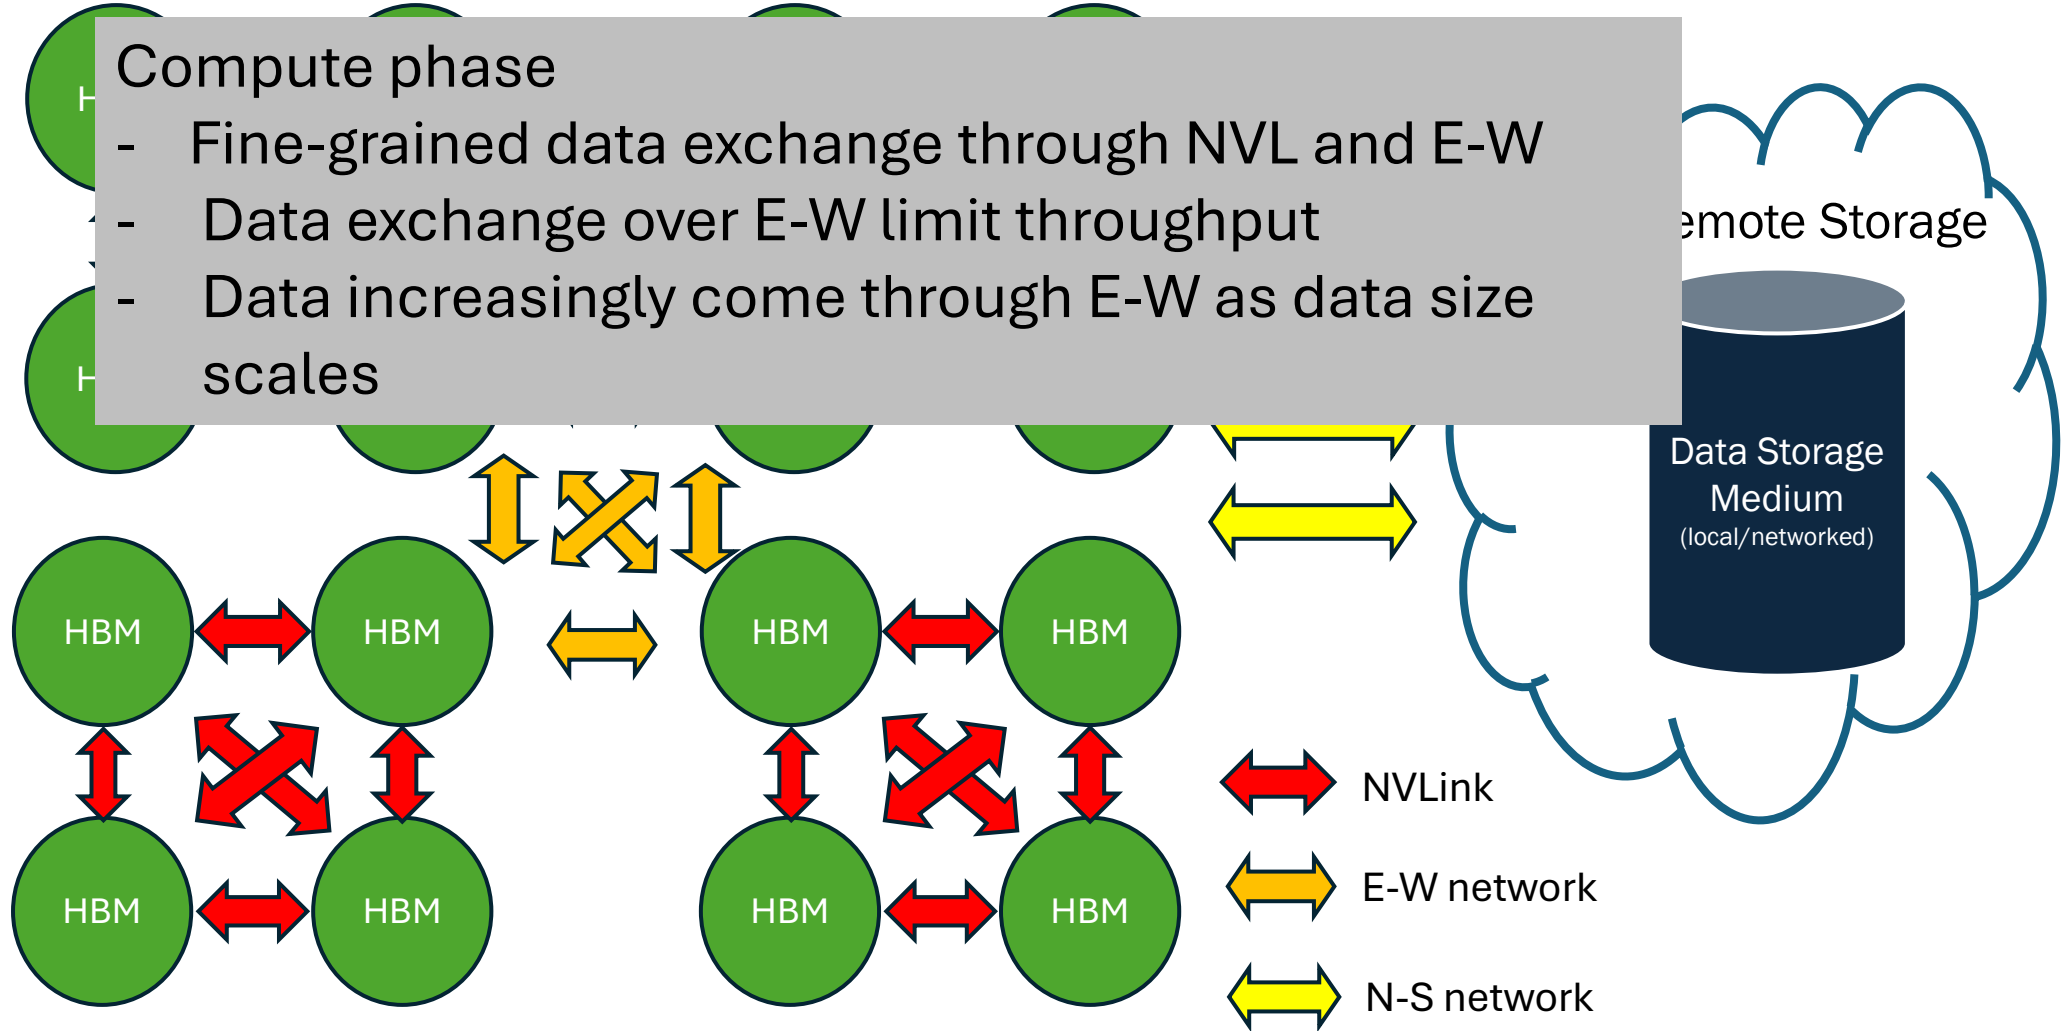 Compute phase
- Fine-grained data exchange through NVL and E-W
- Data exchange over E-W limit throughput
- Data increasingly come through E-W as data size
scales
Storage
Data Storage
Medium
(local/networked)
HBM HBM HBM HBM
HBM HBM HBM HBM
NVLink
E-W network
N-S network